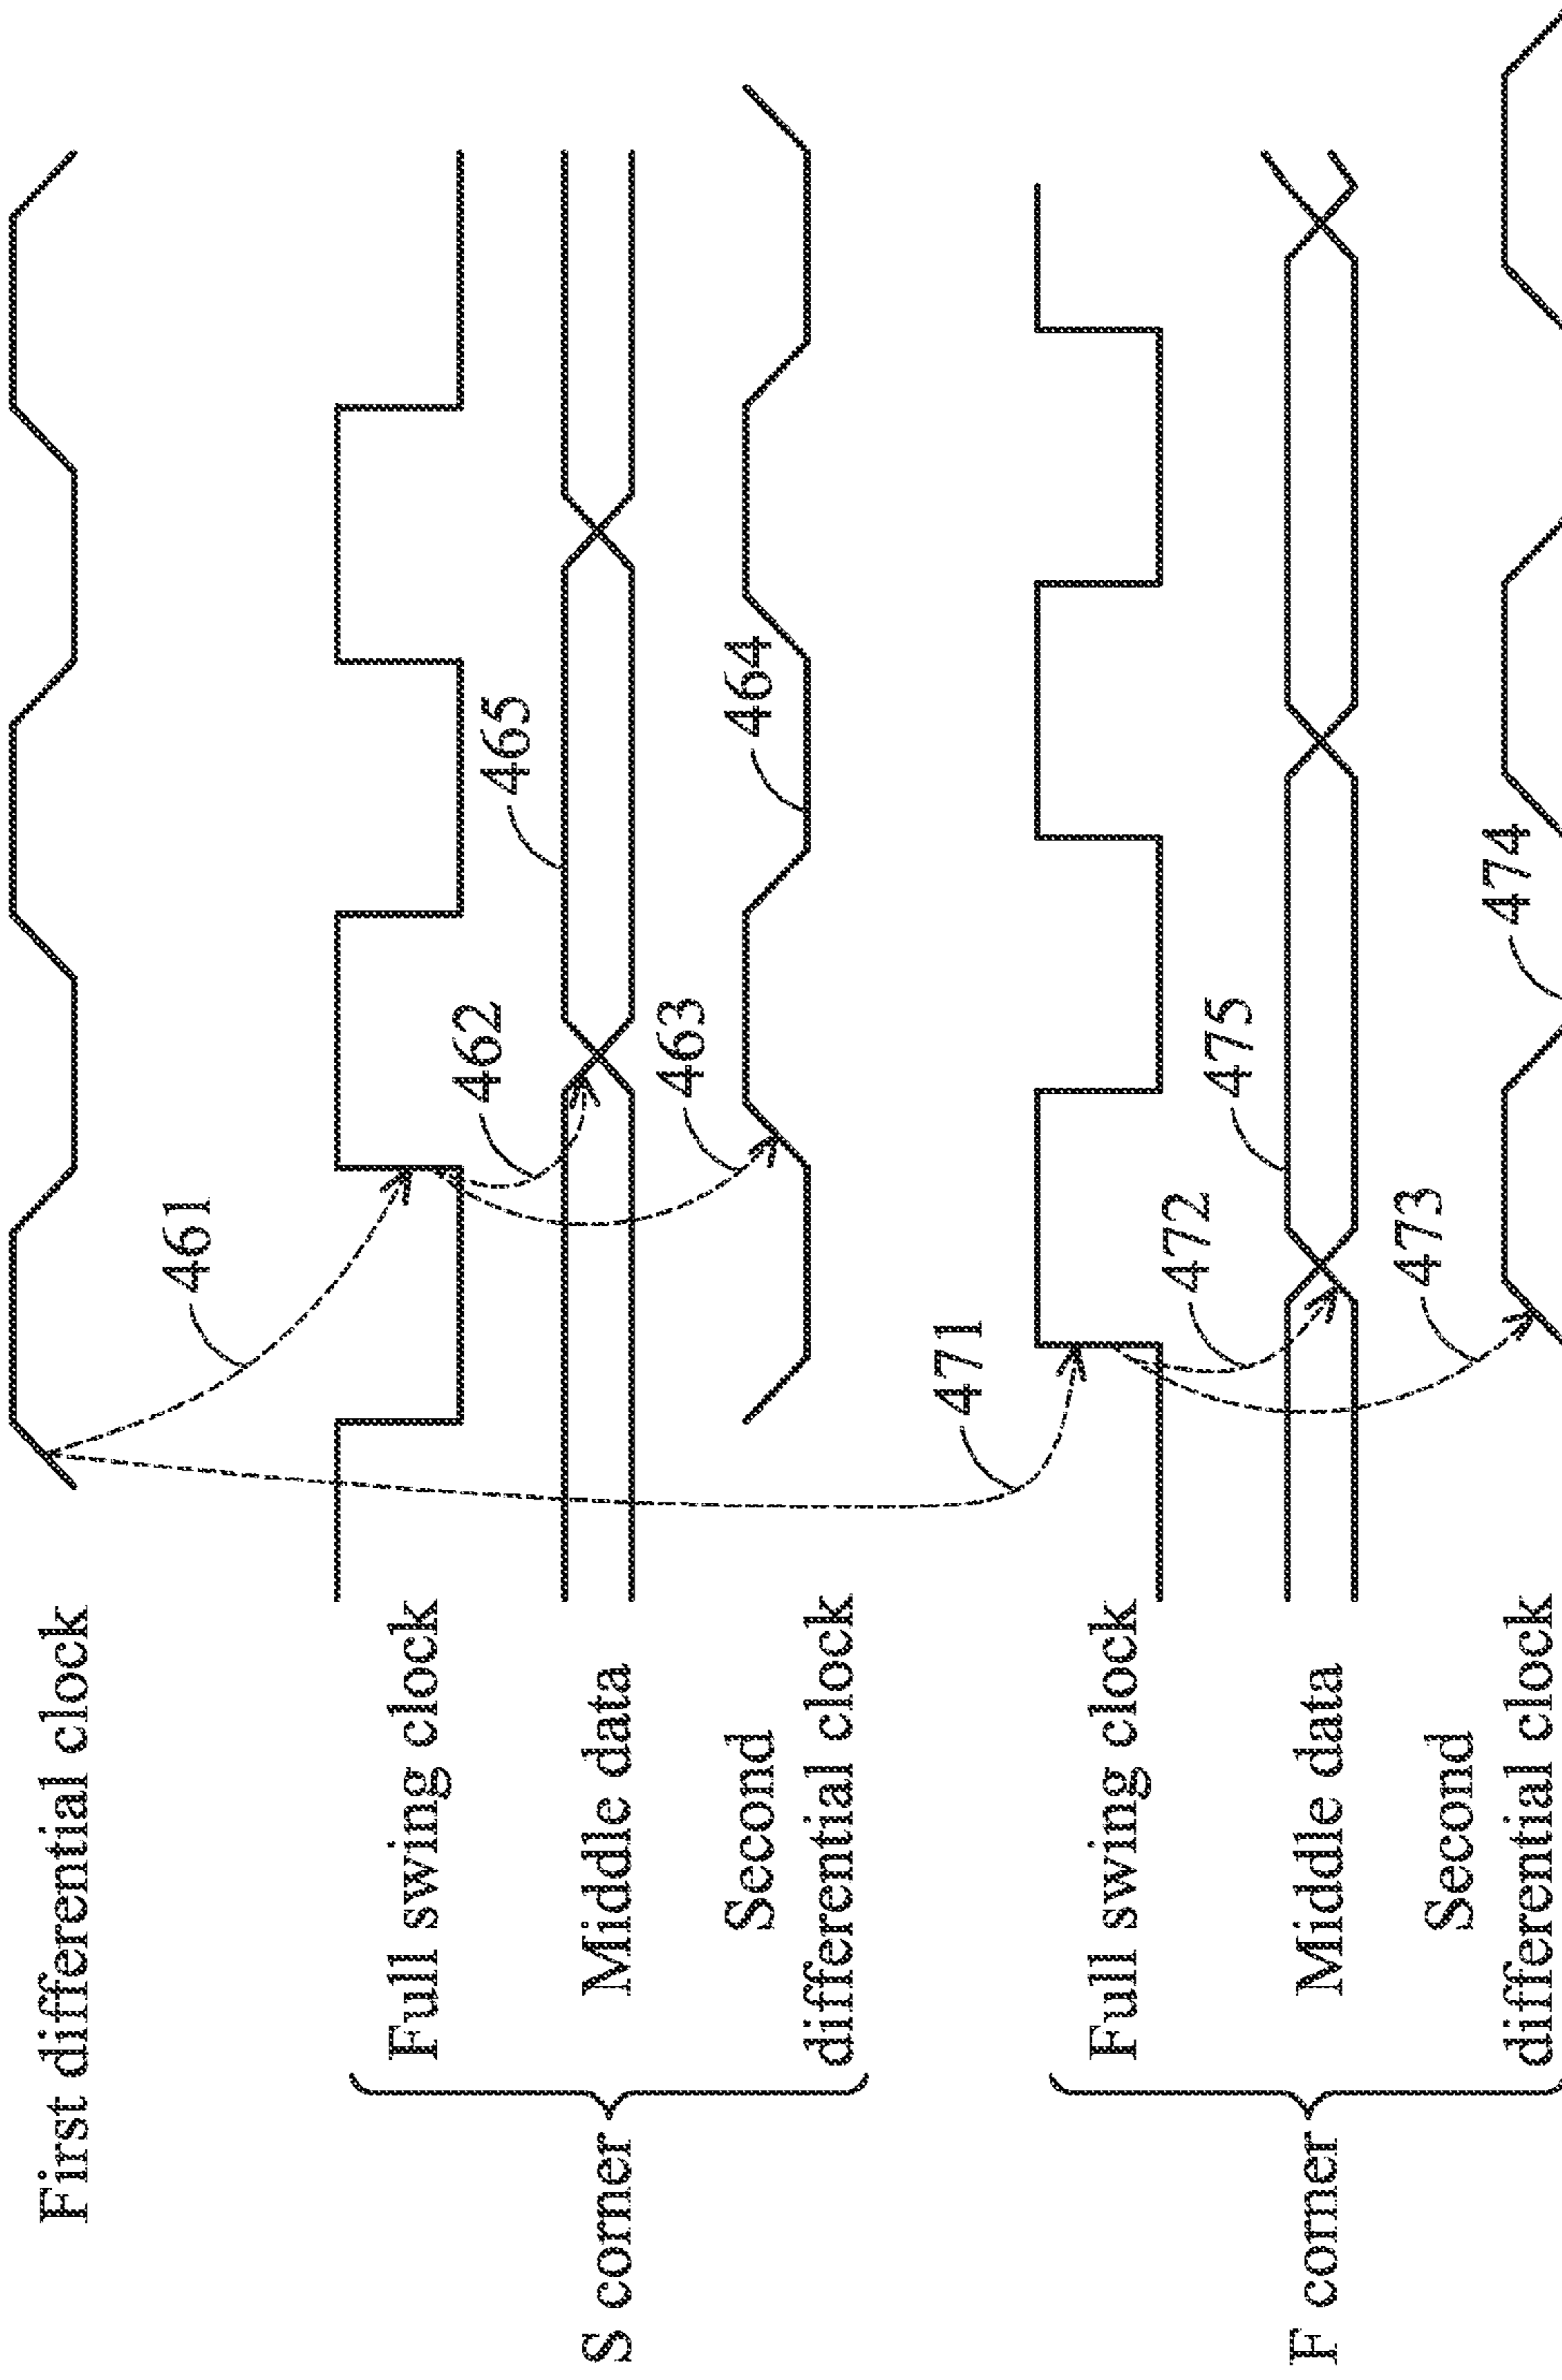 First differential clock
461
S corner
Full swing clock
462
Middle data
465
463
Second
differential clock
464
471
F corner
Full swing clock
472
Middle data
475
473
Second
differential clock
474